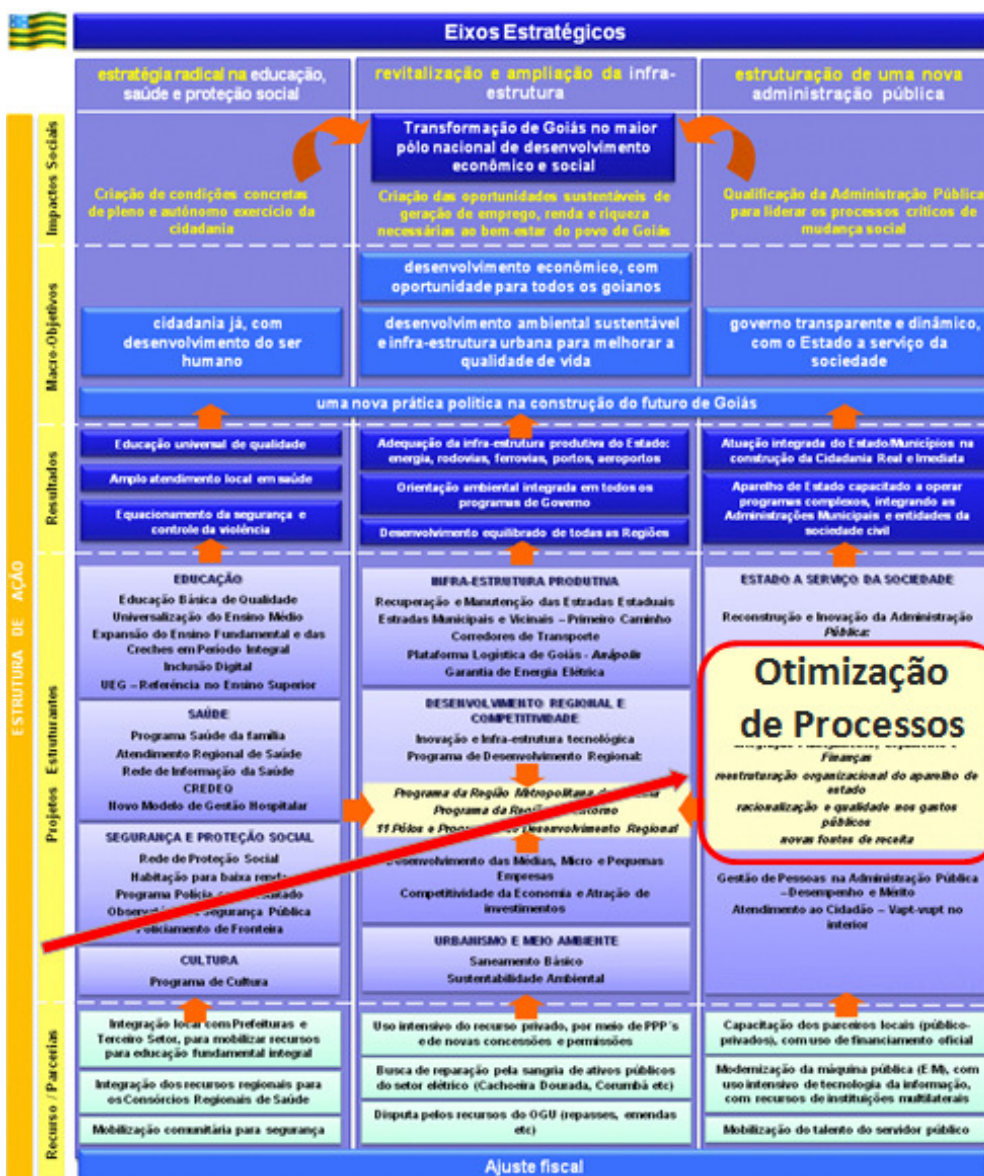 Eixos Estratégicos
estratégia radical na educação,
saúde e proteção social
revitalização e ampliação da infra-
estrutura
estruturação de uma nova
administração pública
ESTRUTURA DE AÇÃO
Impactos Sociais
Transformação de Goiás no maior
pólo nacional de desenvolvimento
econômico e social
Criação de condições concretas
de pleno e autónomo exercício da
cidadania
Criação das oportunidades sustentáveis de
geração de emprego, renda e riqueza
necessárias ao bem-estar do povo de Goiás
Qualificação da Administração Pública
para liderar os processos críticos de
mudança social
Macro-Objetivos
desenvolvimento econômico, com
oportunidade para todos os goianos
cidadania já, com
desenvolvimento do ser
humano
desenvolvimento ambiental sustentável
e infra-estrutura urbana para melhorar a
qualidade de vida
governo transparente e dinâmico,
com o Estado a serviço da
sociedade
uma nova prática política na construção do futuro de Goiás
Resultados
Educação universal de qualidade
Amplo atendimento local em saúde
Equacionamento da segurança e
controle da violência
Adequação da infra-estrutura produtiva do Estado:
energia, rodovias, ferrovias, portos, aeroportos
Orientação ambiental integrada em todos os
programas de Governo
Desenvolvimento equilibrado de todas as Regiões
Atuação integrada do Estado/Municípios na
construção da Cidadania Real e Imediata
Aparelho de Estado capacitado a operar
programas complexos, integrando as
Administrações Municipais e entidades da
sociedade civil
Projetos Estruturantes
EDUCAÇÃO
Educação Básica de Qualidade
Universalização do Ensino Médio
Expansão do Ensino Fundamental e das
Creches em Período Integral
Inclusão Digital
UEG – Referência no Ensino Superior
SAÚDE
Programa Saúde da família
Atendimento Regional de Saúde
Rede de Informação da Saúde
CREDEQ
Novo Modelo de Gestão Hospitalar
SEGURANÇA E PROTEÇÃO SOCIAL
Rede de Proteção Social
Habitação para baixa renda
Programa Polícia
Segurança Pública
Policiamento de Fronteira
CULTURA
Programa de Cultura
INFRA-ESTRUTURA PRODUTIVA
Recuperação e Manutenção das Estradas Estaduais
Estradas Municipais e Vicinais – Primeiro Caminho
Corredores de Transporte
Plataforma Logística de Goiás - Anápolis
Garantia de Energia Elétrica
DESENVOLVIMENTO REGIONAL E
COMPETITIVIDADE
Inovação e Infra-estrutura tecnológica
Programa de Desenvolvimento Regional:
Programa da Região Metropolitana
Programa da Região
11 Pólos e Desenvolvimento Regional
Desenvolvimento das Médias, Micro e Pequenas
Empresas
Competitividade da Economia e Atração de
investimentos
URBANISMO E MEIO AMBIENTE
Saneamento Básico
Sustentabilidade Ambiental
ESTADO A SERVIÇO DA SOCIEDADE
Reconstrução e Inovação da Administração
Pública:
Otimização
de Processos
Finanças
reestruturação organizacional do aparelho de
estado
racionalização e qualidade nos gastos
públicos
novas fontes de receita
Gestão de Pessoas na Administração Pública
–Desempenho e Mérito
Atendimento ao Cidadão – Vapt-vupt no
interior
Recurso / Parcerias
Integração local com Prefeituras e
Terceiro Setor, para mobilizar recursos
para educação fundamental integral
Integração dos recursos regionais para
os Consórcios Regionais de Saúde
Mobilização comunitária para segurança
Uso intensivo do recurso privado, por meio de PPP´s
e de novas concessões e permissões
Busca de reparação pela sangria de ativos públicos
do setor elétrico (Cachoeira Dourada, Corumbá etc)
Disputa pelos recursos do OGU (repasses, emendas
etc)
Capacitação dos parceiros locais (público-
privados), com uso de financiamento oficial
Modernização da máquina pública (E M), com
uso intensivo de tecnologia da informação,
com recursos de instituições multilaterais
Mobilização do talento do servidor público
Ajuste fiscal